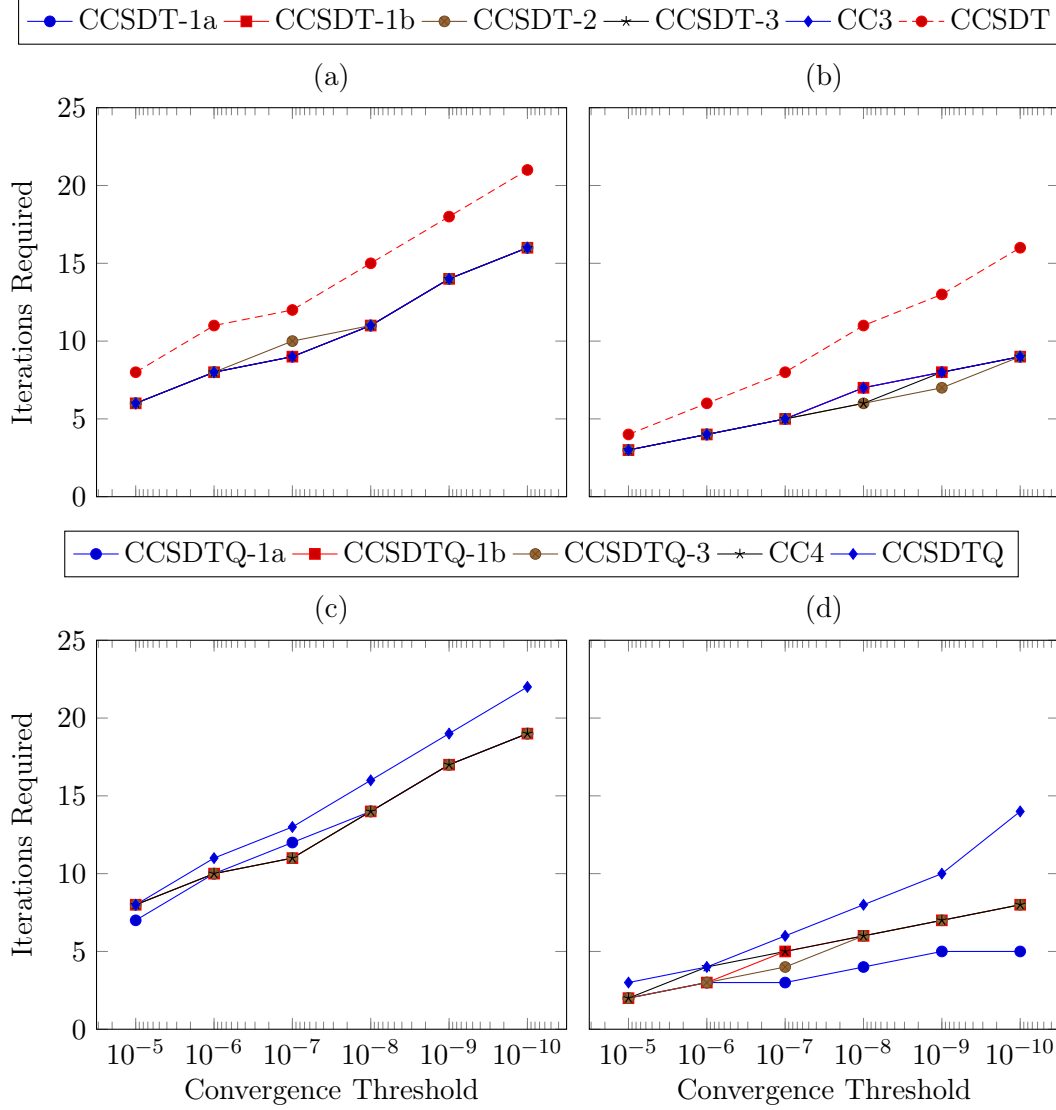 CCSDT-1a CCSDT-1b CCSDT-2 CCSDT-3 CC3 CCSDT
(a) (b)
25
20
15
10
5
0
Iterations Required
CCSDTQ-1a CCSDTQ-1b CCSDTQ-3 CC4 CCSDTQ
(c) (d)
25
20
15
10
5
0
Iterations Required
10⁻⁵ 10⁻⁶ 10⁻⁷ 10⁻⁸ 10⁻⁹ 10⁻¹⁰ 10⁻⁵ 10⁻⁶ 10⁻⁷ 10⁻⁸ 10⁻⁹ 10⁻¹⁰
Convergence Threshold Convergence Threshold